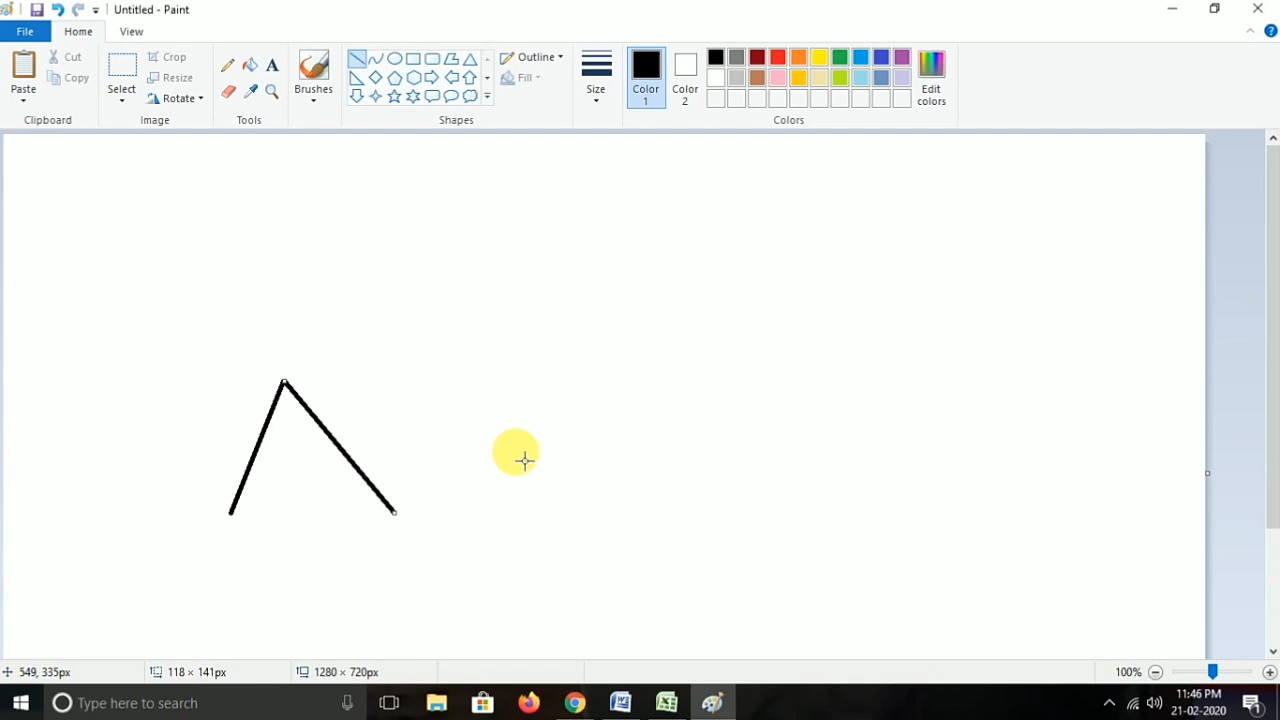 Untitled - Paint
File Home View
Paste Cut Copy
Clipboard
Select Crop Resize Rotate
Image
A
Tools
Brushes
Outline Fill
Shapes
Size
Color 1 Color 2 Edit colors
Colors
549, 335px 118 × 141px 1280 × 720px 100%
Type here to search
11:46 PM
21-02-2020
1